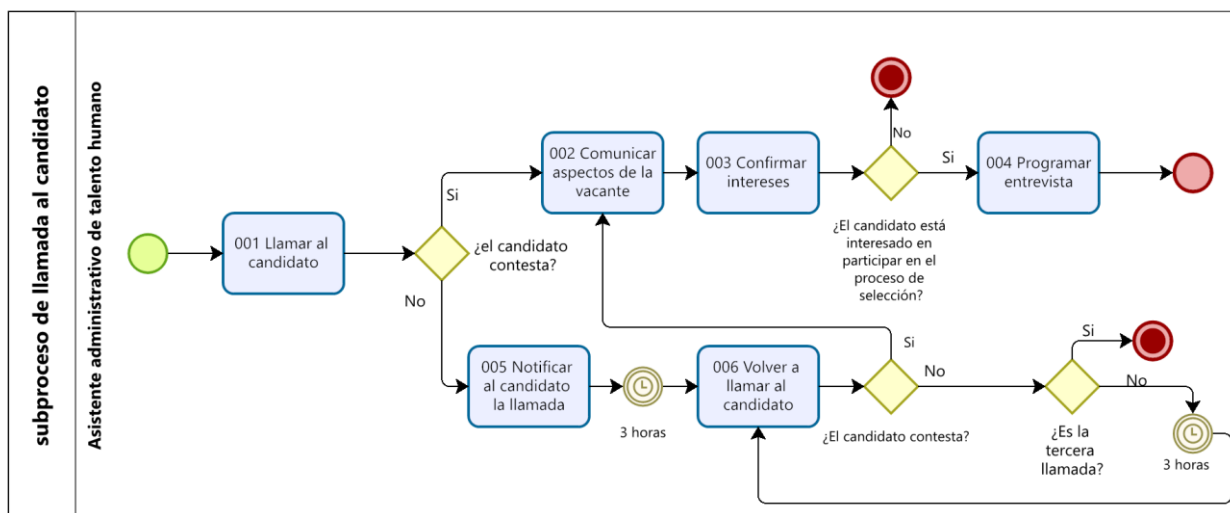 subproceso de llamada al candidato
Asistente administrativo de talento humano
001 Llamar al
candidato
¿el candidato
contesta?
Si
No
002 Comunicar
aspectos de la
vacante
003 Confirmar
intereses
¿El candidato está
interesado en
participar en el
proceso de
selección?
No
Si
004 Programar
entrevista
005 Notificar
al candidato
la llamada
3 horas
006 Volver a
llamar al
candidato
¿El candidato contesta?
Si
No
¿Es la
tercera
llamada?
Si
No
3 horas